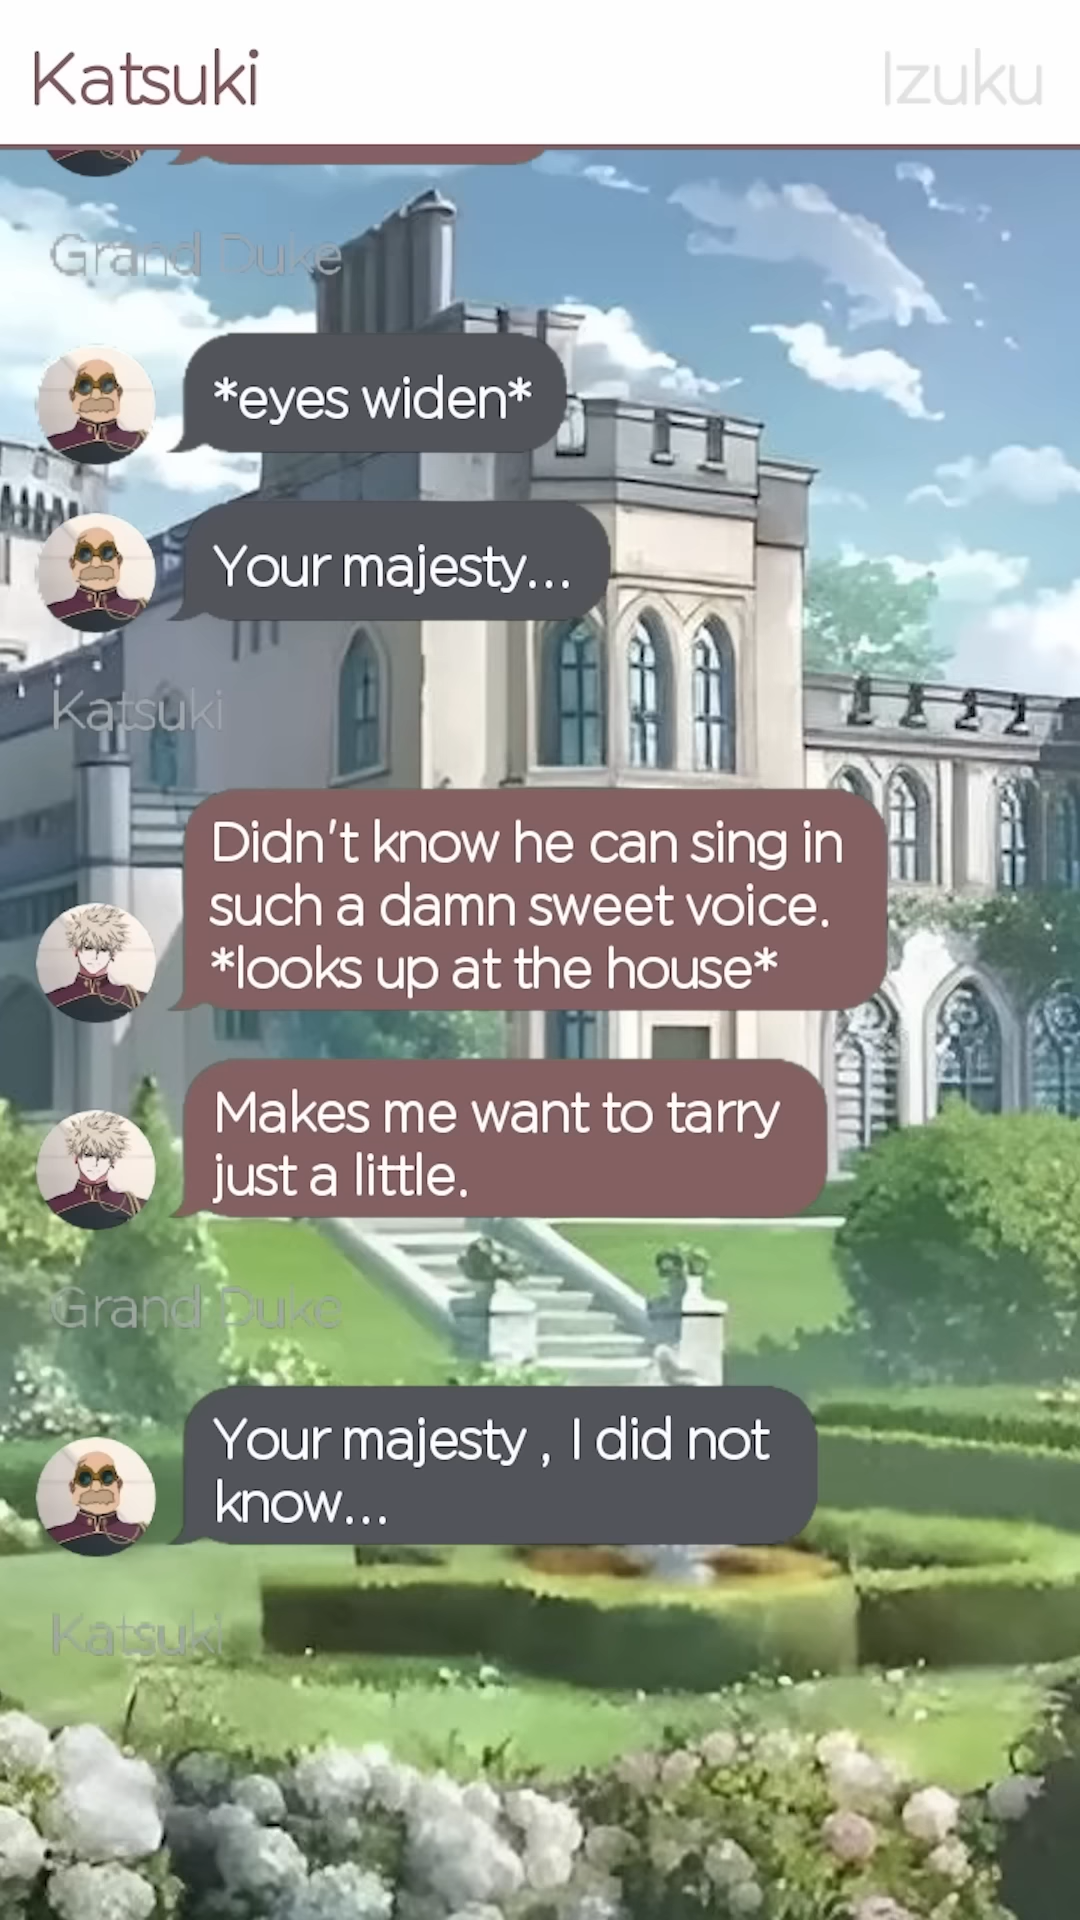 Katsuki
Izuku
Grand Duke
*eyes widen*
Your majesty...
Katsuki
Didn't know he can sing in
such a damn sweet voice.
*looks up at the house*
Makes me want to tarry
just a little.
Grand Duke
Your majesty , I did not
know...
Katsuki